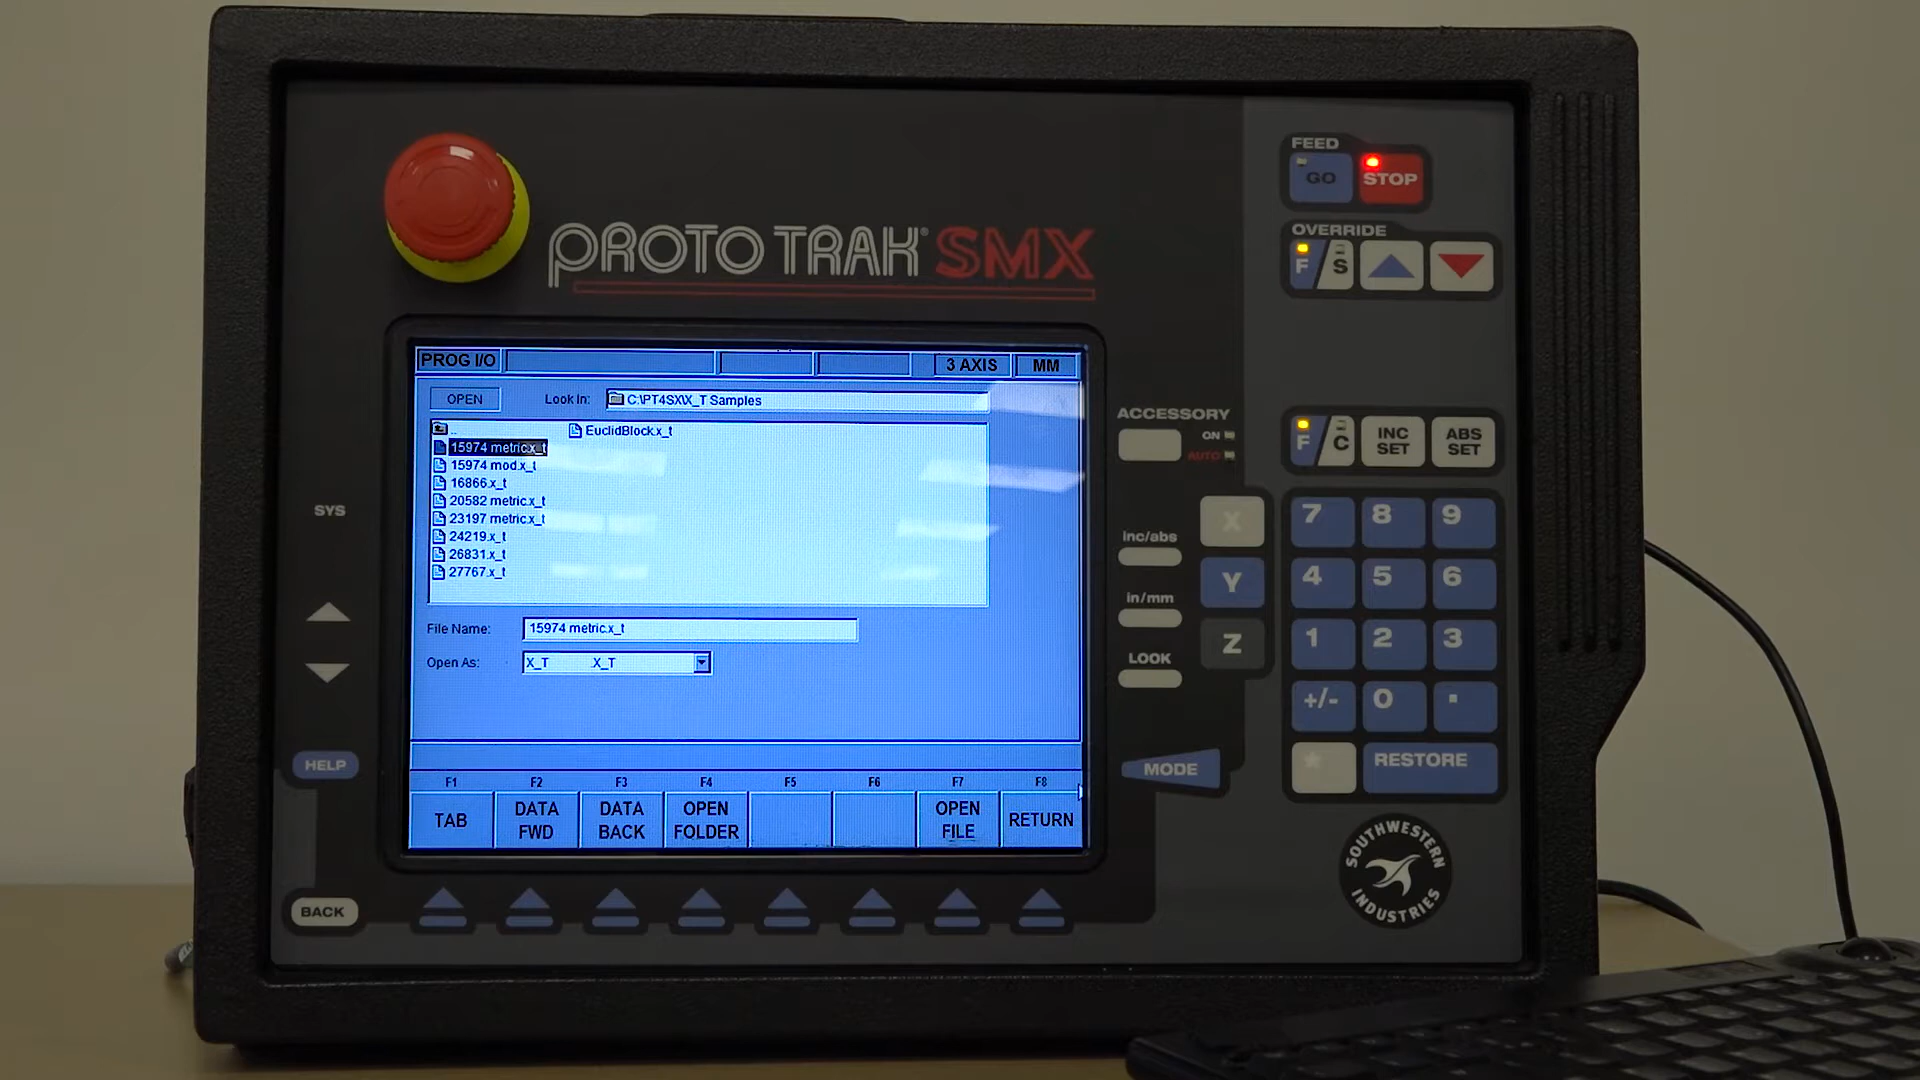 FEED
GO
STOP
PROTO TRAK® SMX
OVERRIDE
F
S
PROG I/O
3 AXIS
MM
OPEN
Look In:
C:\PT4SX\X_T Samples
..
15974 metric.x_t
15974 mod.x_t
16866.x_t
20582 metric.x_t
23197 metric.x_t
24219.x_t
26831.x_t
27767.x_t
EuclidBlock.x_t
File Name:
15974 metric.x_t
Open As:
X_T .X_T
F1
F2
F3
F4
F5
F6
F7
F8
TAB
DATA FWD
DATA BACK
OPEN FOLDER
OPEN FILE
RETURN
SYS
HELP
BACK
ACCESSORY
ON
AUTO
F
C
INC SET
ABS SET
inc/abs
in/mm
LOOK
X
Y
Z
7
8
9
4
5
6
1
2
3
+/-
0
.
*
RESTORE
MODE
SOUTHWESTERN
INDUSTRIES